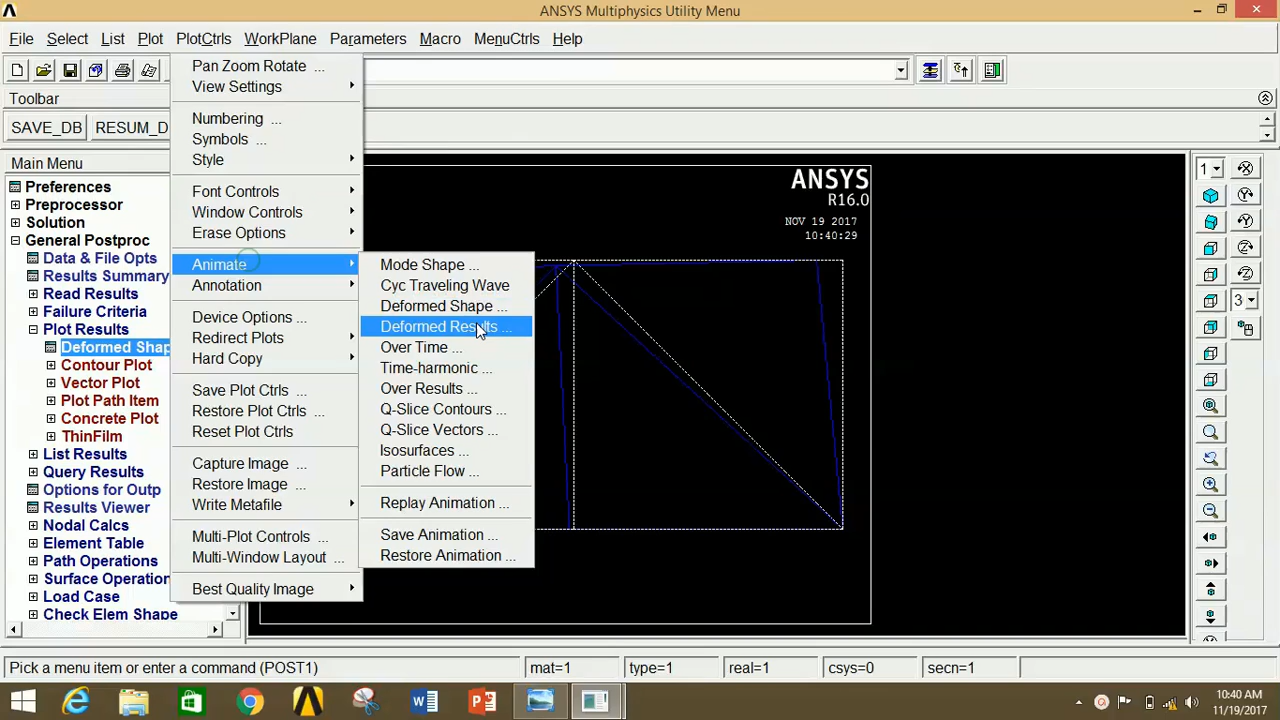 ANSYS Multiphysics Utility Menu
File Select List Plot PlotCtrls WorkPlane Parameters Macro MenuCtrls Help
Toolbar
SAVE_DB RESUM_D
Main Menu
Preferences
Preprocessor
Solution
General Postproc
Data & File Opts
Results Summary
Read Results
Failure Criteria
Plot Results
Deformed Shap
Contour Plot
Vector Plot
Plot Path Item
Concrete Plot
ThinFilm
List Results
Query Results
Options for Outp
Results Viewer
Nodal Calcs
Element Table
Path Operations
Surface Operation
Load Case
Check Elem Shape
Pan Zoom Rotate ...
View Settings
Numbering ...
Symbols ...
Style
Font Controls
Window Controls
Erase Options
Animate
Annotation
Device Options ...
Redirect Plots
Hard Copy
Save Plot Ctrls ...
Restore Plot Ctrls ...
Reset Plot Ctrls
Capture Image ...
Restore Image ...
Write Metafile
Multi-Plot Controls ...
Multi-Window Layout ...
Best Quality Image
Mode Shape ...
Cyc Traveling Wave
Deformed Shape ...
Deformed Results ...
Over Time ...
Time-harmonic ...
Over Results ...
Q-Slice Contours ...
Q-Slice Vectors ...
Isosurfaces ...
Particle Flow ...
Replay Animation ...
Save Animation ...
Restore Animation ...
ANSYS
R16.0
NOV 19 2017
10:40:29
1
3
Pick a menu item or enter a command (POST1) mat=1 type=1 real=1 csys=0 secn=1
10:40 AM
11/19/2017